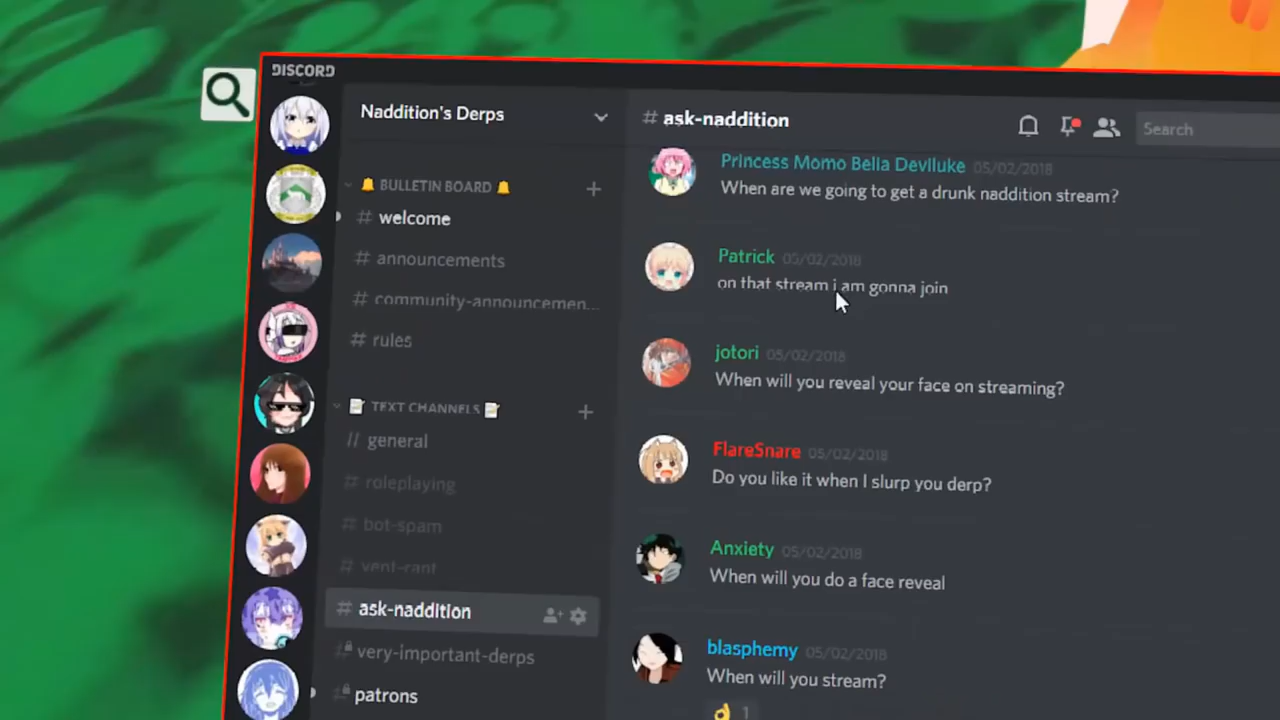 DISCORD
Naddition's Derps
🔔 BULLETIN BOARD 🔔
# welcome
# announcements
# community-announcemen...
# rules
📝 TEXT CHANNELS 📝
general
# roleplaying
# bot-spam
# vent-rant
# ask-naddition
# very-important-derps
# patrons
# ask-naddition
Search
Princess Momo Bella Deviluke 05/02/2018
When are we going to get a drunk naddition stream?
Patrick 05/02/2018
on that stream i am gonna join
jotori 05/02/2018
When will you reveal your face on streaming?
FlareSnare 05/02/2018
Do you like it when I slurp you derp?
Anxiety 05/02/2018
When will you do a face reveal
blasphemy 05/02/2018
When will you stream?
👌 1